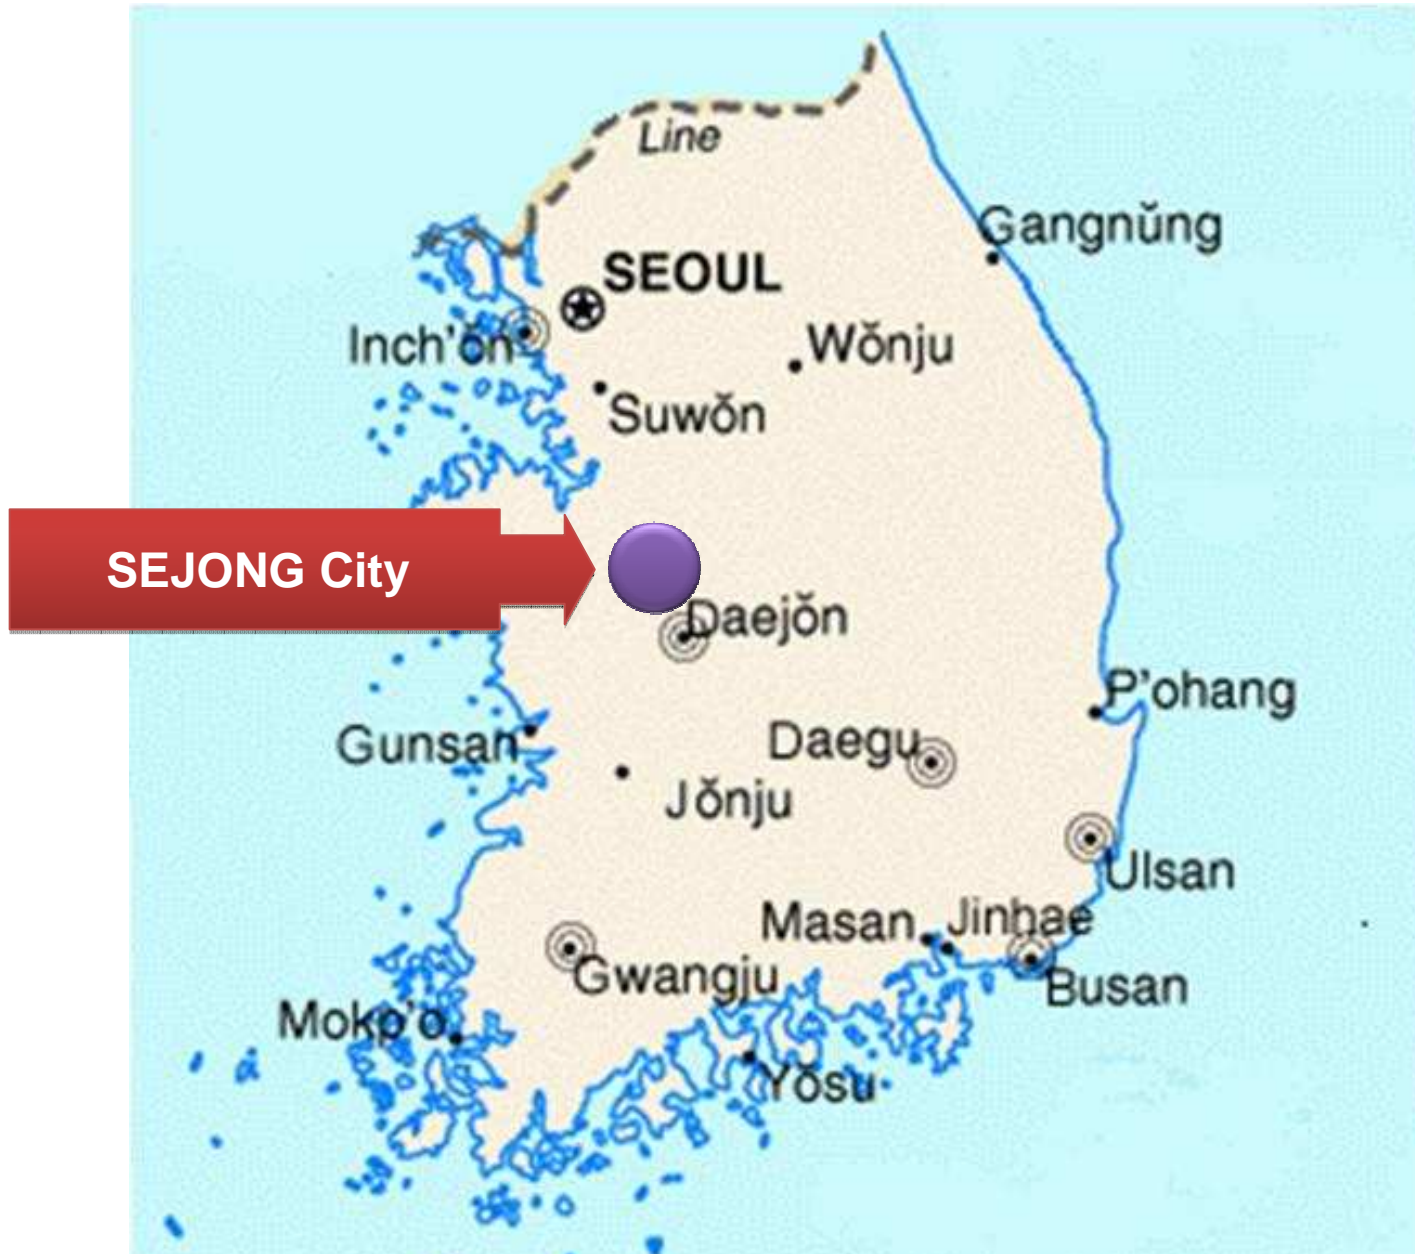 Line
Gangnŭng
SEOUL
Inch'ŏn
Wŏnju
Suwŏn
SEJONG City
Daejŏn
P'ohang
Gunsan
Daegu
Jŏnju
Ulsan
Masan
Jinhae
Gwangju
Busan
Mokp'o
Yŏsu